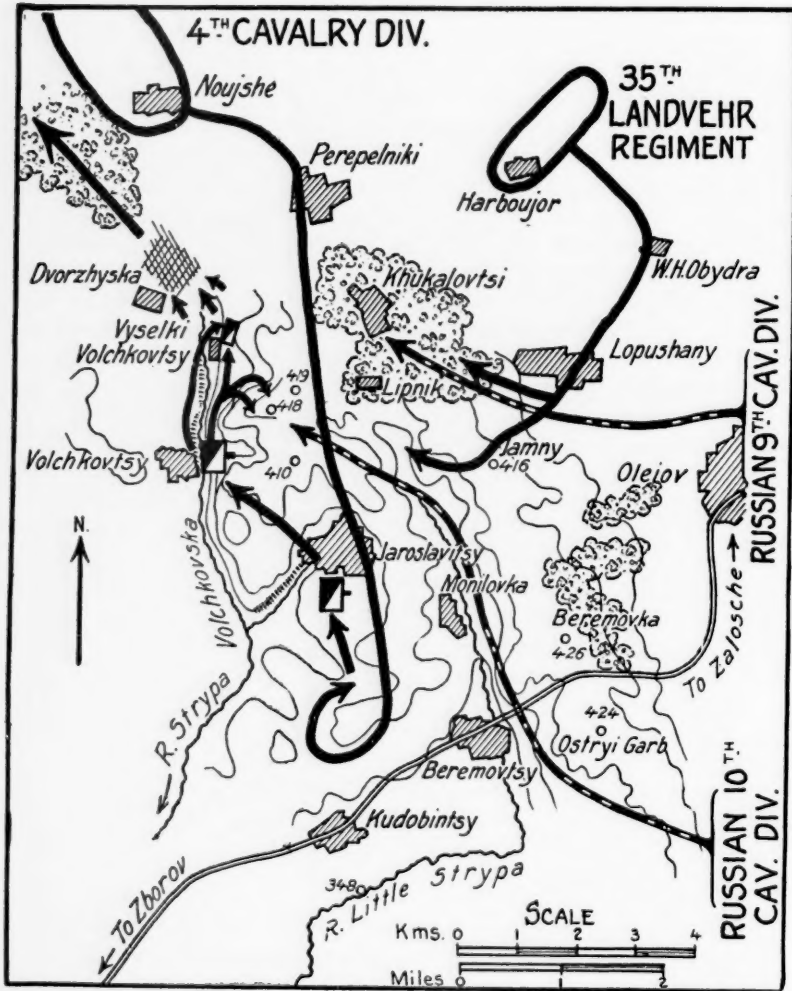 4TH CAVALRY DIV.
35TH
LANDVEHR
REGIMENT
Noujshe
Perepelniki
Harboujor
W.H.Obydra
Dvorzhyska
Khukalovtsi
Vyselki
Volchkovtsy
Lopushany
419
418
Lipnik
RUSSIAN 9TH CAV. DIV.
Volchkovtsy
410
Jamny
416
Olejov
N.
Volchkovska
Jaroslavitsy
Monilovka
Beremovka
426
To Zalosche
R. Strypa
424
Ostryi Garb
Beremovtsy
RUSSIAN 10TH
CAV. DIV.
Kudobintsy
To Zborov
348
R. Little Strypa
SCALE
Kms. 0 1 2 3 4
Miles 0 1 2